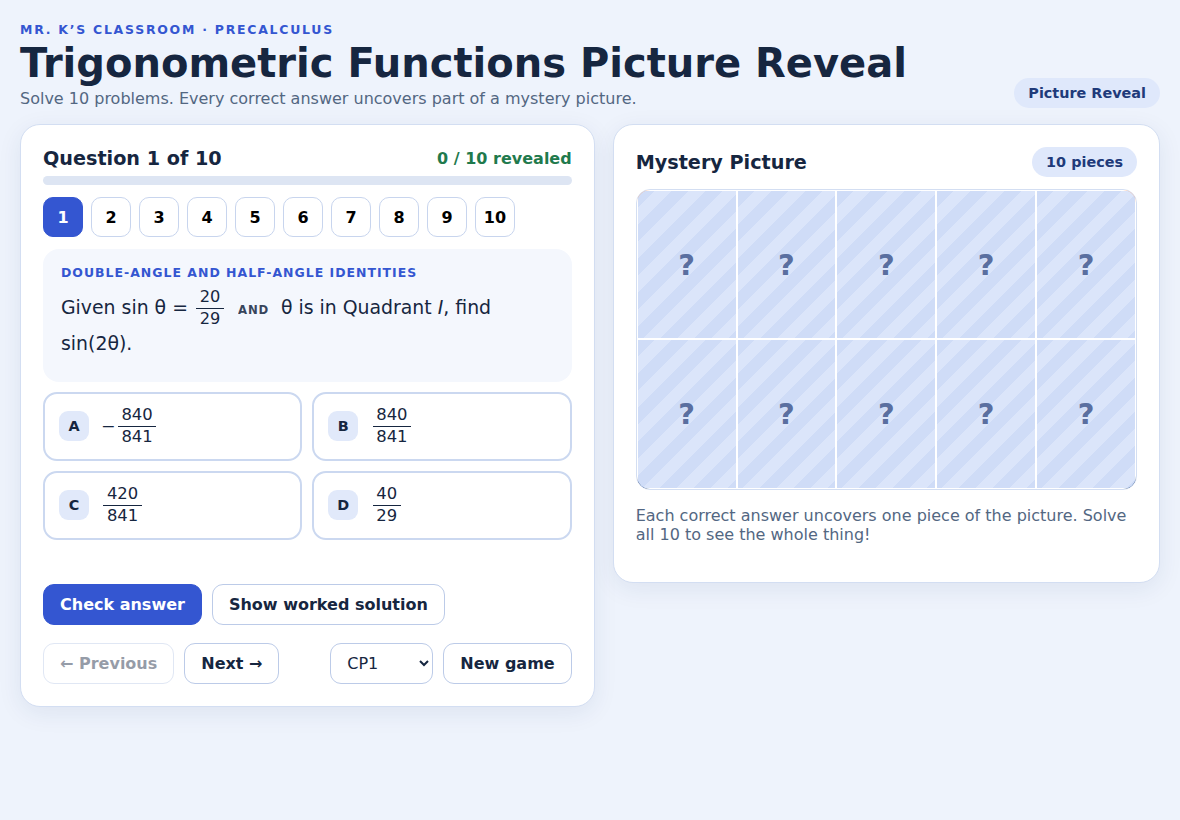 MR. K’S CLASSROOM · PRECALCULUS
Trigonometric Functions Picture Reveal
Solve 10 problems. Every correct answer uncovers part of a mystery picture.
Picture Reveal
Question 1 of 10
0 / 10 revealed
1 2 3 4 5 6 7 8 9 10
DOUBLE-ANGLE AND HALF-ANGLE IDENTITIES
Given sin θ = 20/29 AND θ is in Quadrant I, find
sin(2θ).
A −840/841
B 840/841
C 420/841
D 40/29
Check answer
Show worked solution
← Previous
Next →
CP1
New game
Mystery Picture
10 pieces
? ? ? ? ?
? ? ? ? ?
Each correct answer uncovers one piece of the picture. Solve
all 10 to see the whole thing!